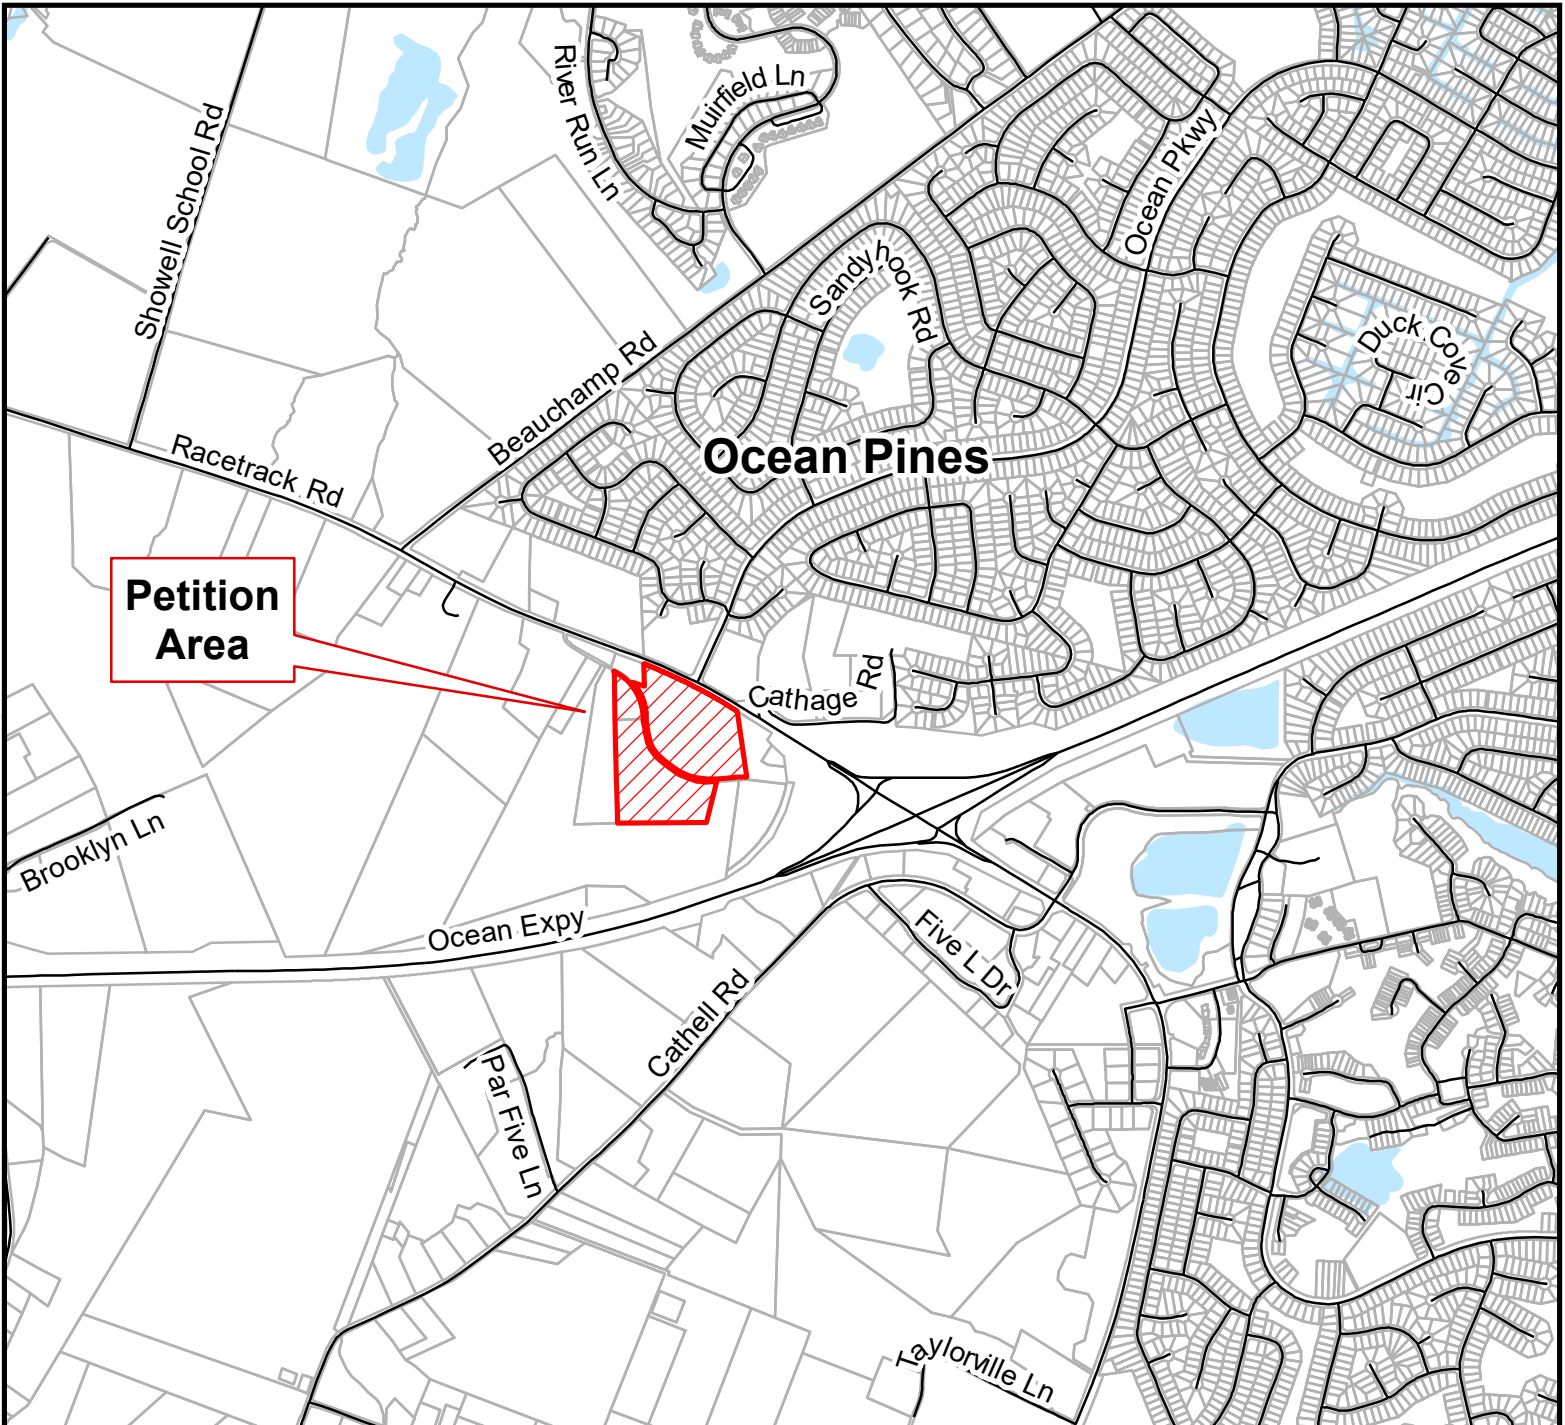 River Run Ln
Muirfield Ln
Showell School Rd
Ocean Pkwy
Sandyhook Rd
Duck Cove Cir
Beauchamp Rd
Ocean Pines
Racetrack Rd
Petition
Area
Cathage Rd
Brooklyn Ln
Ocean Expy
Five L Dr
Cathell Rd
Par Five Ln
Taylorville Ln